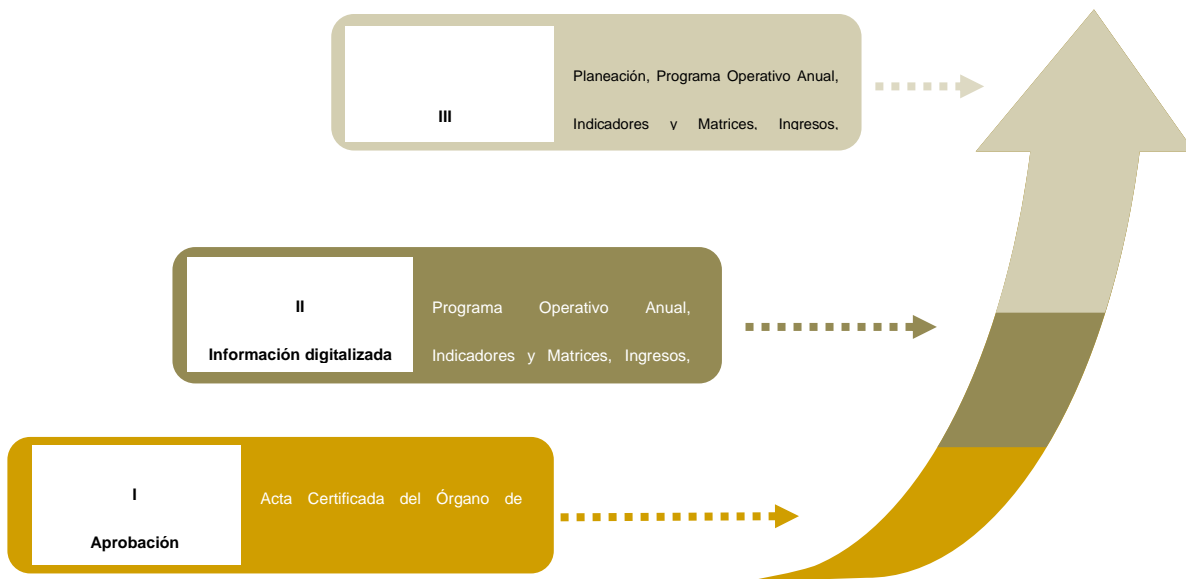 III
Planeación, Programa Operativo Anual,
Indicadores y Matrices, Ingresos,
II
Información digitalizada
Programa Operativo Anual,
Indicadores y Matrices, Ingresos,
I
Aprobación
Acta Certificada del Órgano de